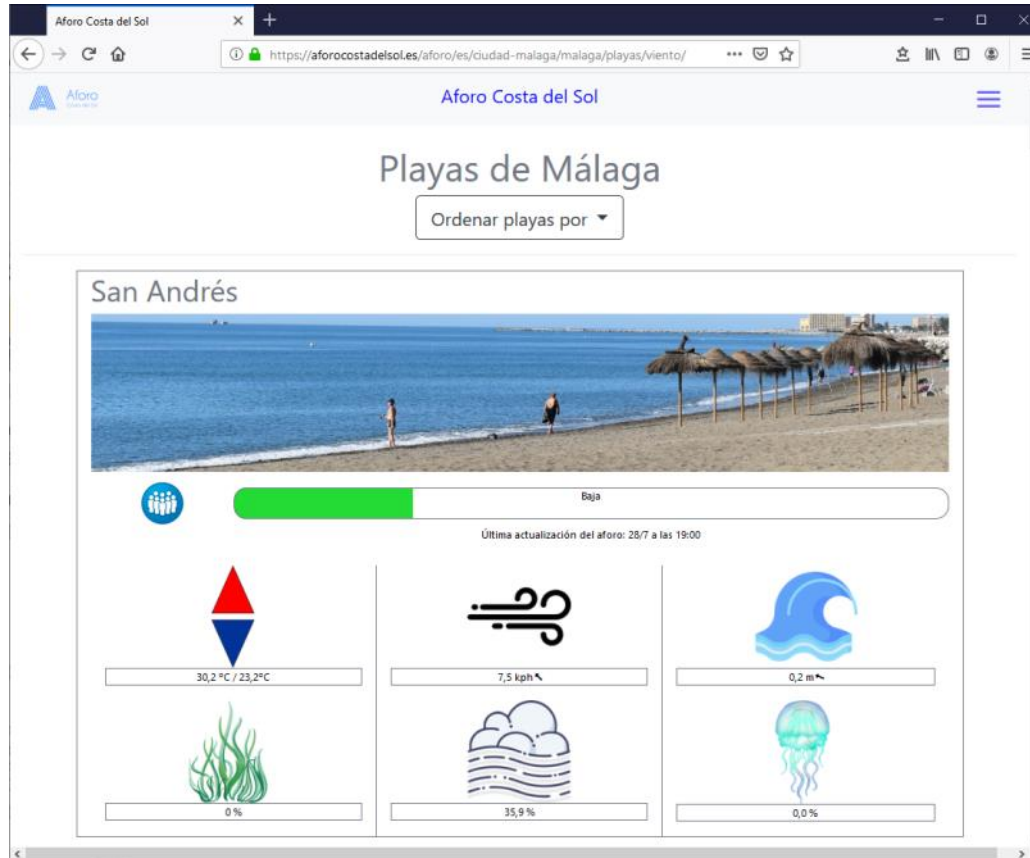 Aforo Costa del Sol
https://aforocostadelsol.es/aforo/es/ciudad-malaga/malaga/playas/viento/
Aforo
Aforo Costa del Sol
Playas de Málaga
Ordenar playas por
San Andrés
Baja
Última actualización del aforo: 28/7 a las 19:00
30,2 ºC / 23,2ºC
7,5 kph
0,2 m
0 %
35,9 %
0,0 %